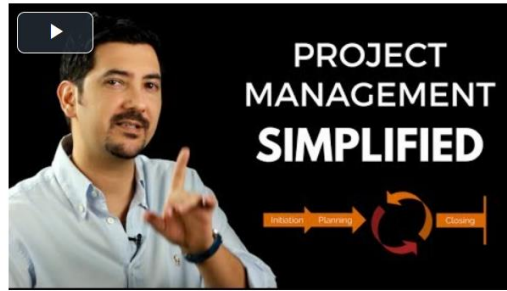 PROJECT
MANAGEMENT
SIMPLIFIED
Initiation Planning Closing